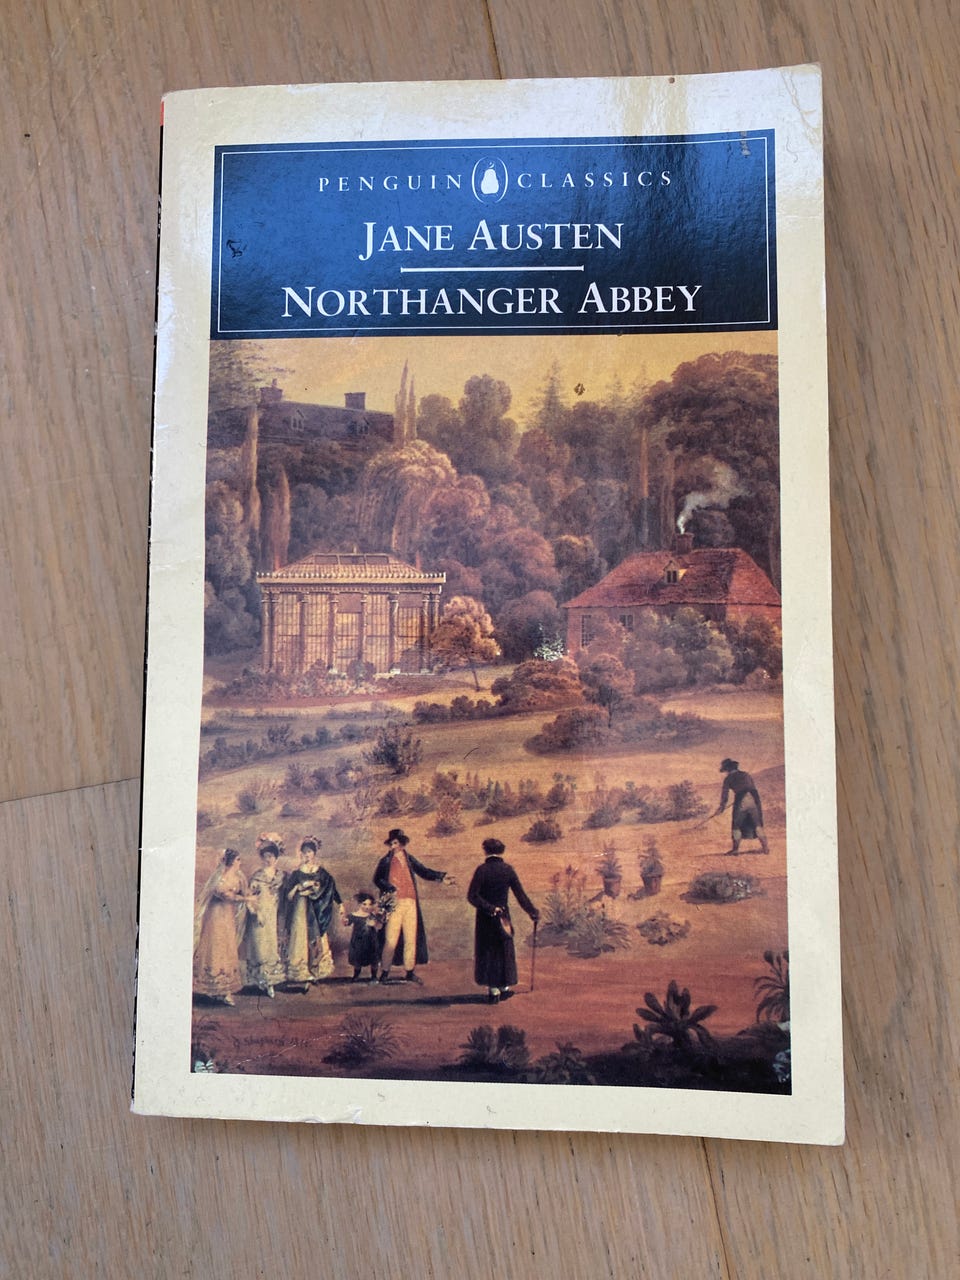 PENGUIN CLASSICS
JANE AUSTEN
NORTHANGER ABBEY